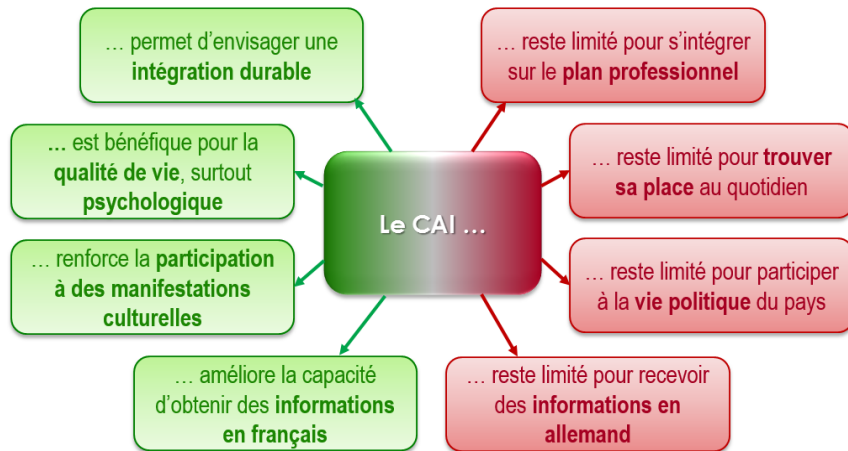 … permet d’envisager une
intégration durable
… est bénéfique pour la
qualité de vie, surtout
psychologique
… renforce la participation
à des manifestations
culturelles
… améliore la capacité
d’obtenir des informations
en français
Le CAI …
… reste limité pour s’intégrer
sur le plan professionnel
… reste limité pour trouver
sa place au quotidien
… reste limité pour participer
à la vie politique du pays
… reste limité pour recevoir
des informations en
allemand